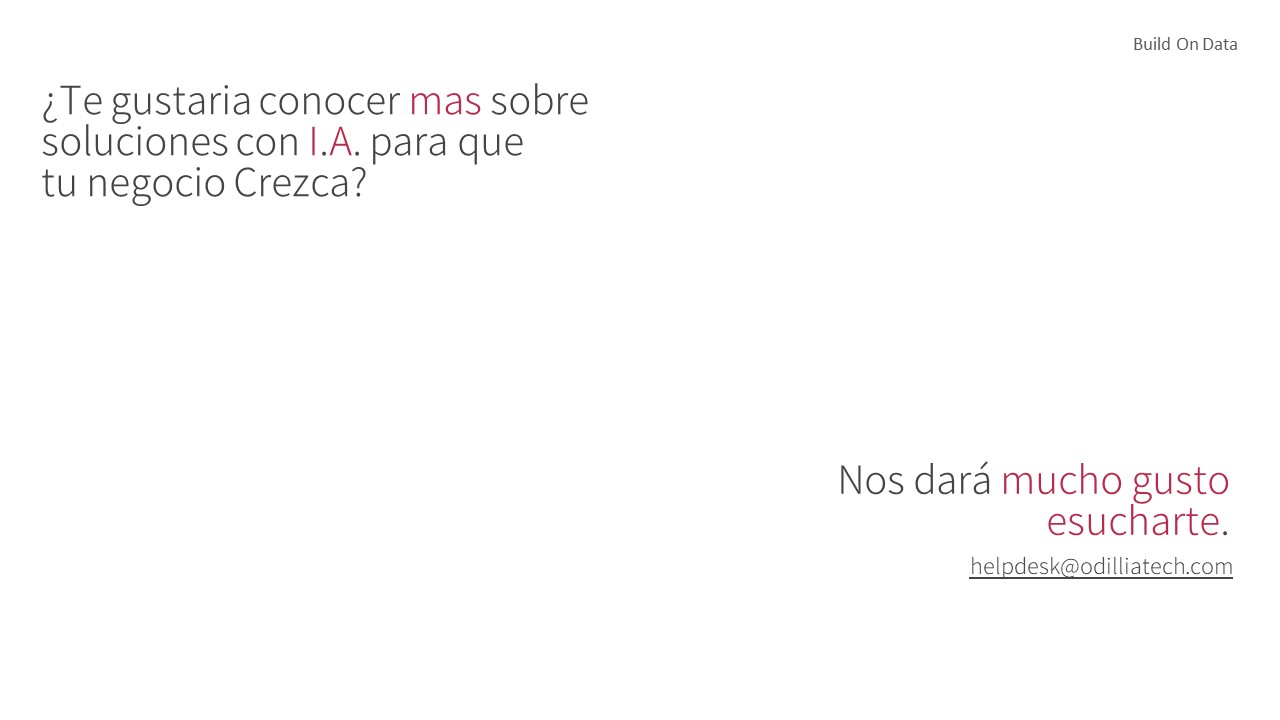 Build On Data
¿Te gustaria conocer mas sobre
soluciones con I.A. para que
tu negocio Crezca?
Nos dará mucho gusto
esucharte.
helpdesk@odilliatech.com